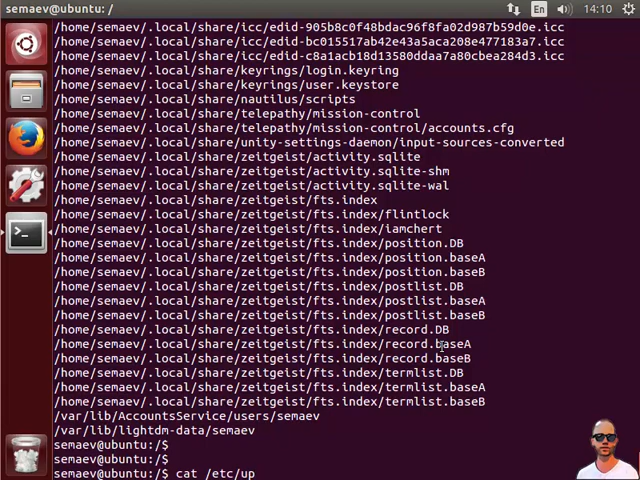 semaev@ubuntu: /
En
14:10
/home/semaev/.local/share/icc/edid-905b8c0f48bdac96f8fa02d987b59d0e.icc
/home/semaev/.local/share/icc/edid-bc015517ab42e43a5aca208e477183a7.icc
/home/semaev/.local/share/icc/edid-c8a1acb18d13580ddaa7a80cbea284d3.icc
/home/semaev/.local/share/keyrings/login.keyring
/home/semaev/.local/share/keyrings/user.keystore
/home/semaev/.local/share/nautilus/scripts
/home/semaev/.local/share/telepathy/mission-control
/home/semaev/.local/share/telepathy/mission-control/accounts.cfg
/home/semaev/.local/share/unity-settings-daemon/input-sources-converted
/home/semaev/.local/share/zeitgeist/activity.sqlite
/home/semaev/.local/share/zeitgeist/activity.sqlite-shm
/home/semaev/.local/share/zeitgeist/activity.sqlite-wal
/home/semaev/.local/share/zeitgeist/fts.index
/home/semaev/.local/share/zeitgeist/fts.index/flintlock
/home/semaev/.local/share/zeitgeist/fts.index/iamchert
/home/semaev/.local/share/zeitgeist/fts.index/position.DB
/home/semaev/.local/share/zeitgeist/fts.index/position.baseA
/home/semaev/.local/share/zeitgeist/fts.index/position.baseB
/home/semaev/.local/share/zeitgeist/fts.index/postlist.DB
/home/semaev/.local/share/zeitgeist/fts.index/postlist.baseA
/home/semaev/.local/share/zeitgeist/fts.index/postlist.baseB
/home/semaev/.local/share/zeitgeist/fts.index/record.DB
/home/semaev/.local/share/zeitgeist/fts.index/record.baseA
/home/semaev/.local/share/zeitgeist/fts.index/record.baseB
/home/semaev/.local/share/zeitgeist/fts.index/termlist.DB
/home/semaev/.local/share/zeitgeist/fts.index/termlist.baseA
/home/semaev/.local/share/zeitgeist/fts.index/termlist.baseB
/var/lib/AccountsService/users/semaev
/var/lib/lightdm-data/semaev
semaev@ubuntu:/$
semaev@ubuntu:/$
semaev@ubuntu:/$ cat /etc/up